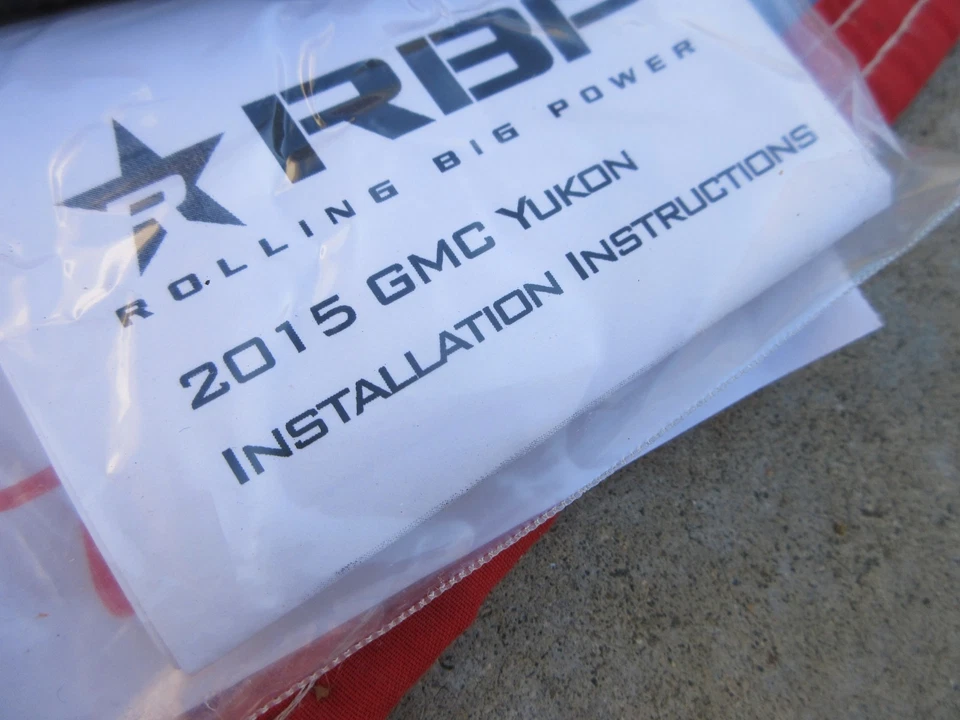 RBP
ROLLING BIG POWER
2015 GMC YUKON
INSTALLATION INSTRUCTIONS